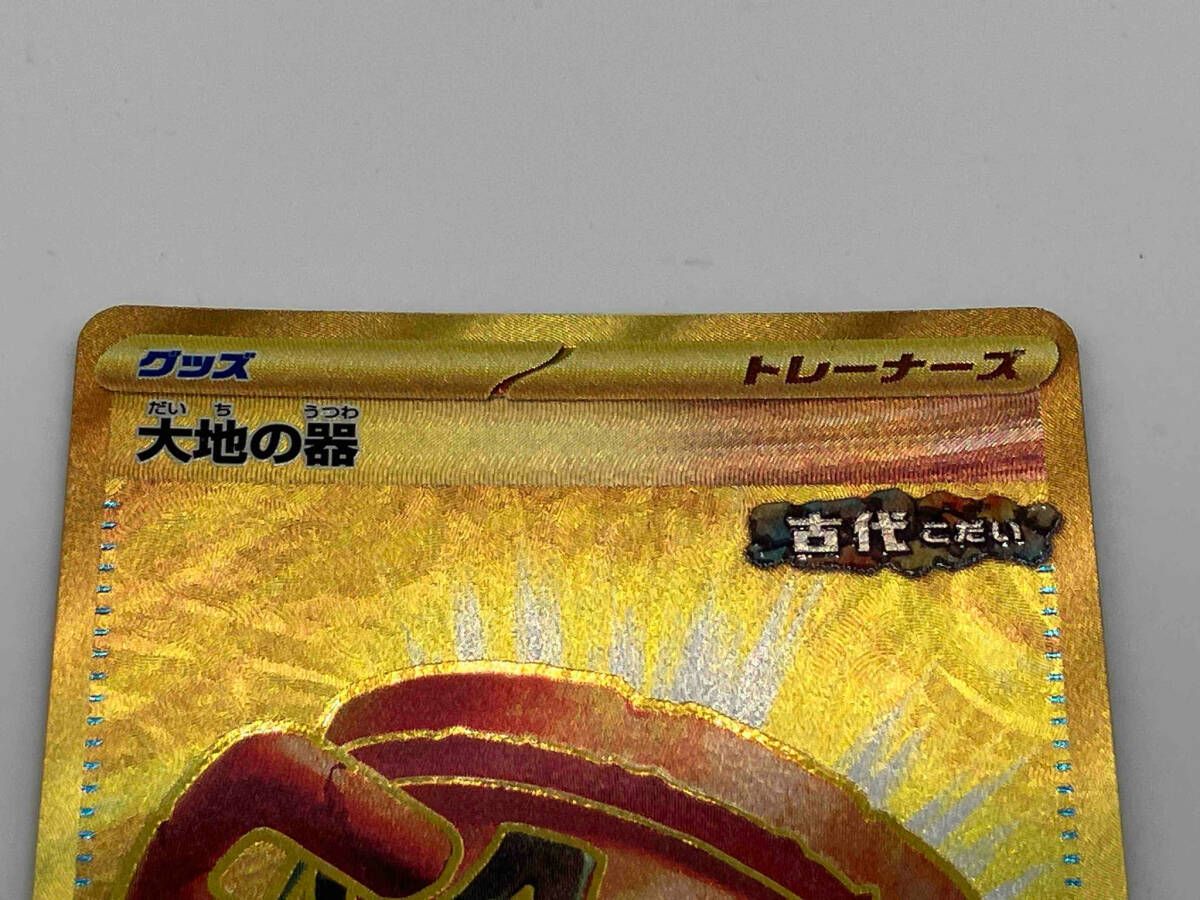 グッズ
トレーナーズ
だいち うつわ
大地の器
古代 こだい